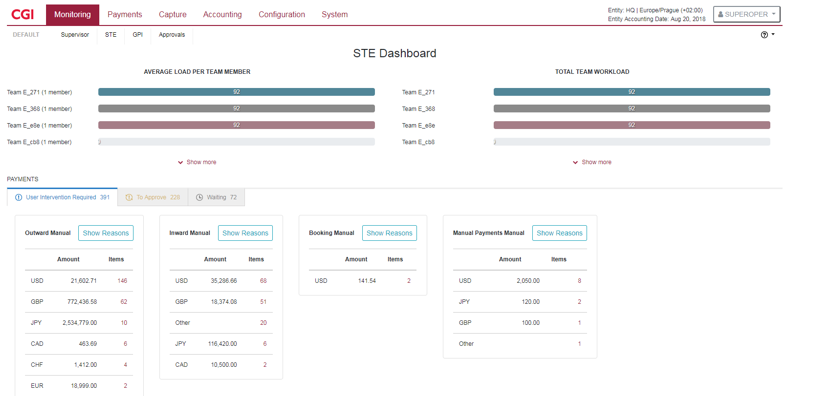 CGI Monitoring Payments Capture Accounting Configuration System
Entity: HQ | Europe/Prague (+02:00)
Entity Accounting Date: Aug 20, 2018
SUPEROPER
DEFAULT Supervisor STE GPI Approvals
STE Dashboard
AVERAGE LOAD PER TEAM MEMBER
Team E_271 (1 member) 92
Team E_368 (1 member) 92
Team E_e8e (1 member) 92
Team E_cb8 (1 member)
Show more
TOTAL TEAM WORKLOAD
Team E_271 92
Team E_368 92
Team E_e8e 92
Team E_cb8
Show more
PAYMENTS
User Intervention Required 391 To Approve 228 Waiting 72
Outward Manual Show Reasons
Amount Items
USD 21,602.71 146
GBP 772,436.58 62
JPY 2,534,779.00 10
CAD 463.69 6
CHF 1,412.00 4
EUR 18,999.00 2
Inward Manual Show Reasons
Amount Items
USD 35,286.66 68
GBP 18,374.08 51
Other 20
JPY 116,420.00 6
CAD 10,500.00 2
Booking Manual Show Reasons
Amount Items
USD 141.54 2
Manual Payments Manual Show Reasons
Amount Items
USD 2,050.00 8
JPY 120.00 2
GBP 100.00 1
Other 1